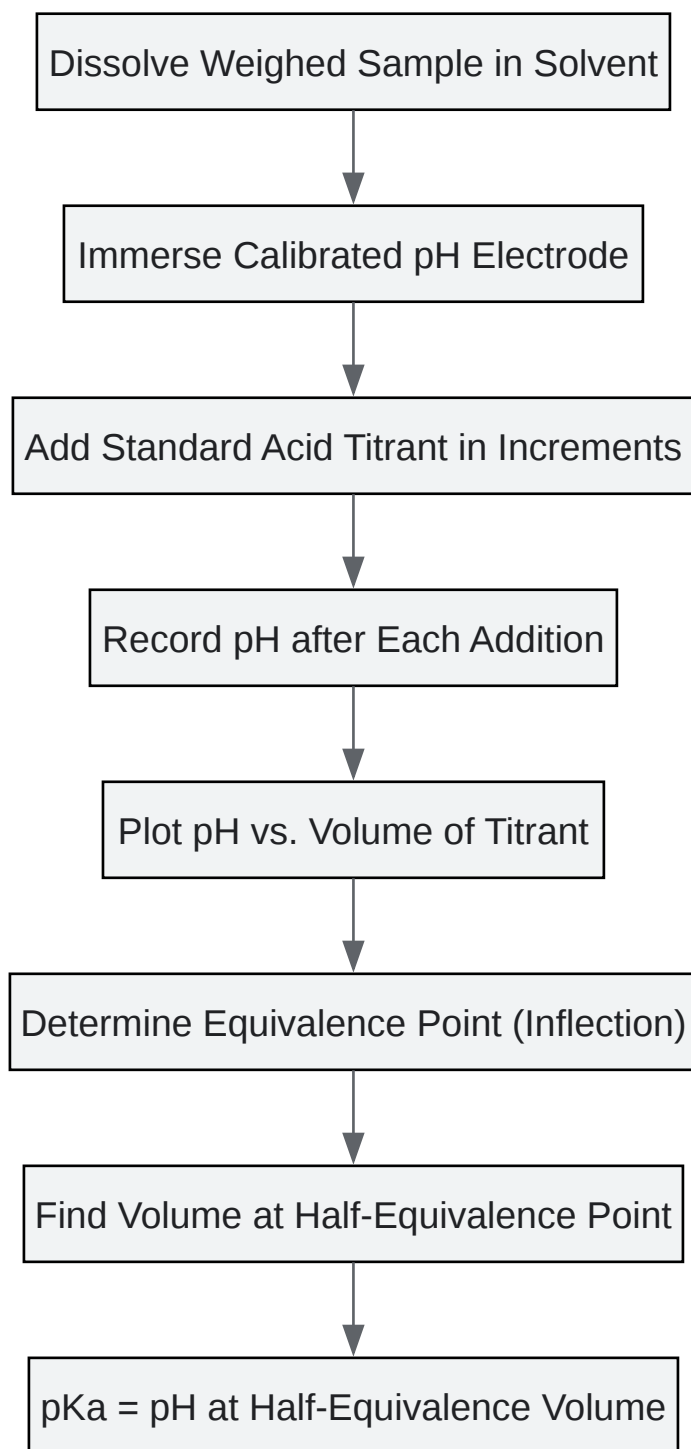 Dissolve Weighed Sample in Solvent
Immerse Calibrated pH Electrode
Add Standard Acid Titrant in Increments
Record pH after Each Addition
Plot pH vs. Volume of Titrant
Determine Equivalence Point (Inflection)
Find Volume at Half-Equivalence Point
pKa = pH at Half-Equivalence Volume